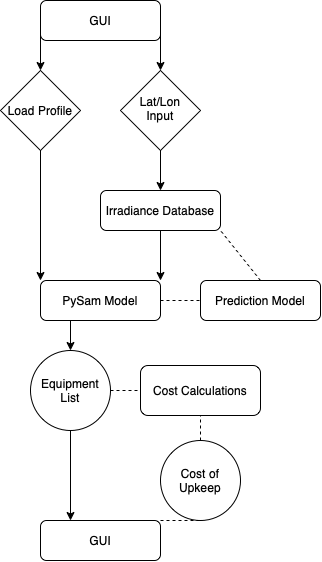 GUI
Load Profile
Lat/Lon
Input
Irradiance Database
PySam Model
Prediction Model
Equipment
List
Cost Calculations
Cost of
Upkeep
GUI